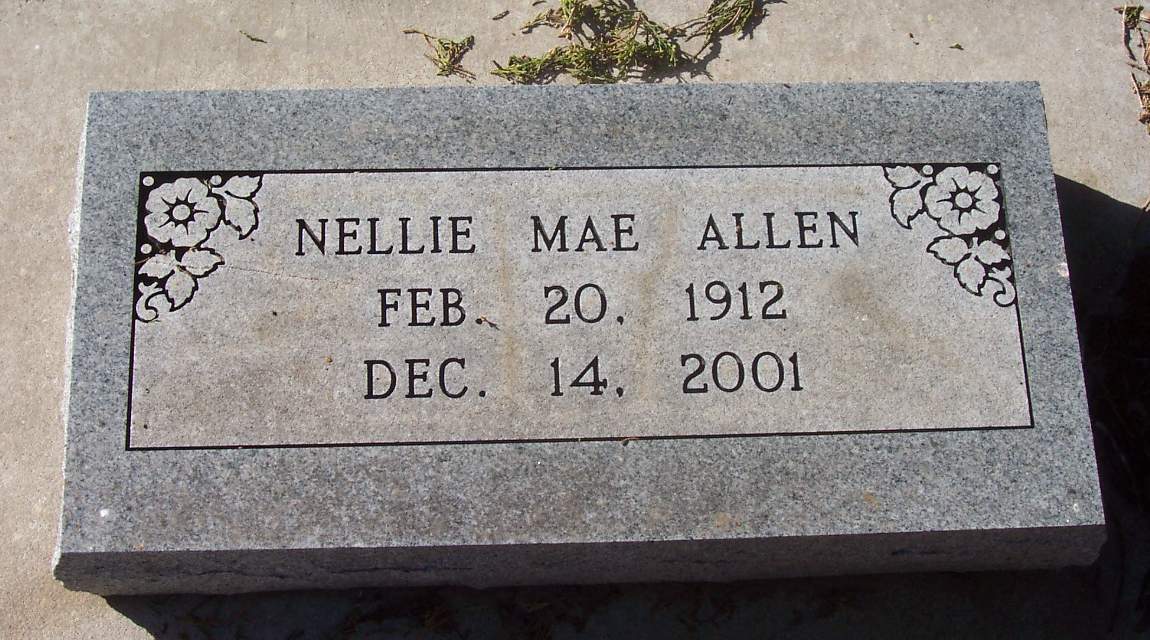 NELLIE MAE ALLEN
FEB. 20, 1912
DEC. 14, 2001